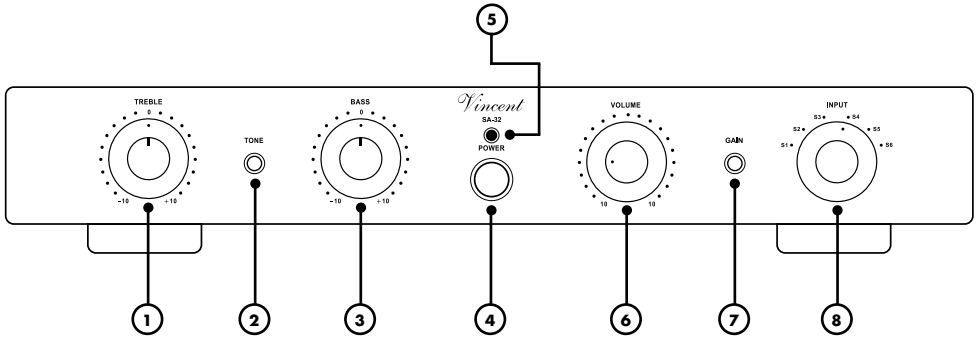 5
Vincent
SA-32
POWER
TREBLE
0
-10 +10
TONE
BASS
0
-10 +10
VOLUME
10 10
GAIN
INPUT
S1 S2 S3 S4 S5 S6
1 2 3 4 6 7 8